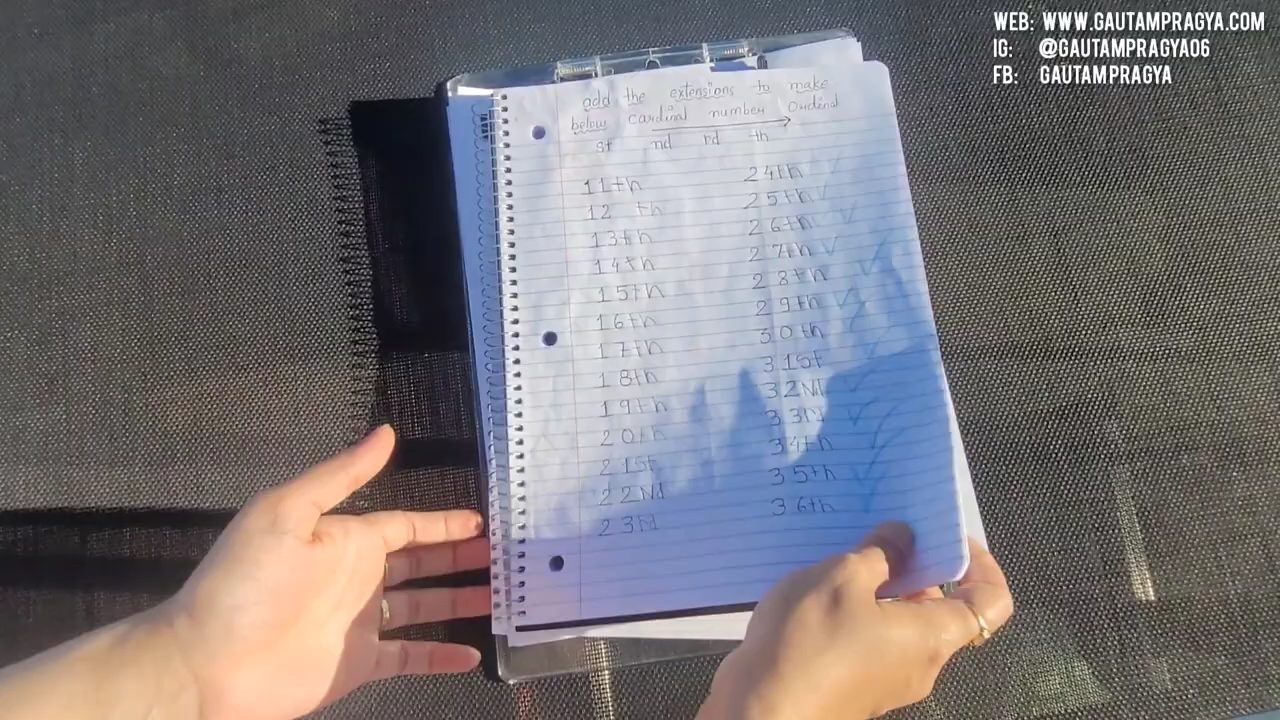 WEB: WWW.GAUTAMPRAGYA.COM
IG: @GAUTAMPRAGYA06
FB: GAUTAMPRAGYA
add the extensions to make
below cardinal number Ordinal
st nd rd th
11th
12 th
13th
14th
15th
16th
17th
18th
19th
20th
21st
22Nd
23rd
24th
25th
26th
27th
28th
29th
30th
31st
32Nd
34th
35th
36th